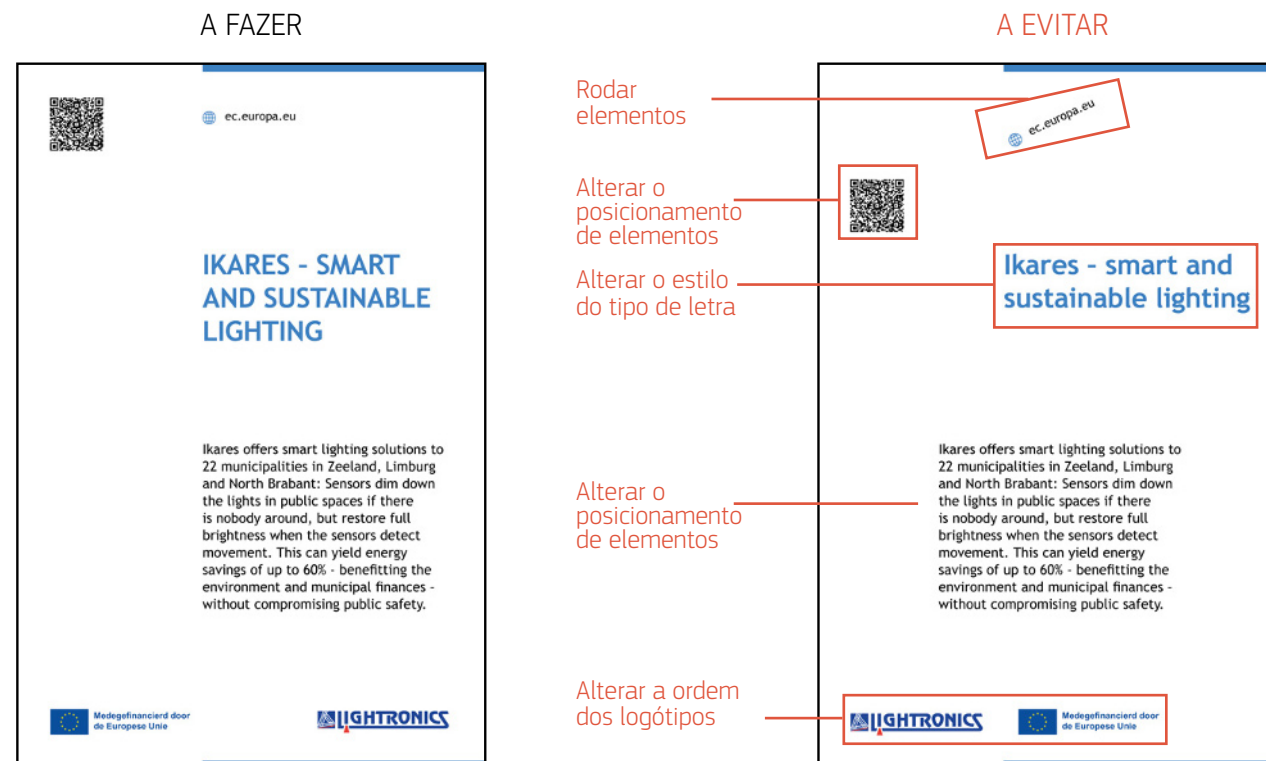 A FAZER
ec.europa.eu
IKARES - SMART
AND SUSTAINABLE
LIGHTING
Ikares offers smart lighting solutions to
22 municipalities in Zeeland, Limburg
and North Brabant: Sensors dim down
the lights in public spaces if there
is nobody around, but restore full
brightness when the sensors detect
movement. This can yield energy
savings of up to 60% - benefitting the
environment and municipal finances -
without compromising public safety.
Medegefinancierd door
de Europese Unie
LIGHTRONICS
A EVITAR
Rodar
elementos
Alterar o
posicionamento
de elementos
Alterar o estilo
do tipo de letra
Alterar o
posicionamento
de elementos
Alterar a ordem
dos logótipos
ec.europa.eu
Ikares - smart and
sustainable lighting
Ikares offers smart lighting solutions to
22 municipalities in Zeeland, Limburg
and North Brabant: Sensors dim down
the lights in public spaces if there
is nobody around, but restore full
brightness when the sensors detect
movement. This can yield energy
savings of up to 60% - benefitting the
environment and municipal finances -
without compromising public safety.
LIGHTRONICS
Medegefinancierd door
de Europese Unie